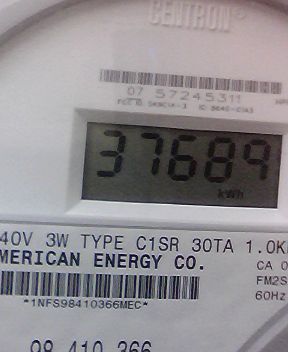 CENTRON®
07 57245311
37689
kWh
40V 3W TYPE C1SR 30TA 1.0K
MERICAN ENERGY CO.
CA 0
FM2S
60Hz
*1NFS98410366MEC*
98 410 366